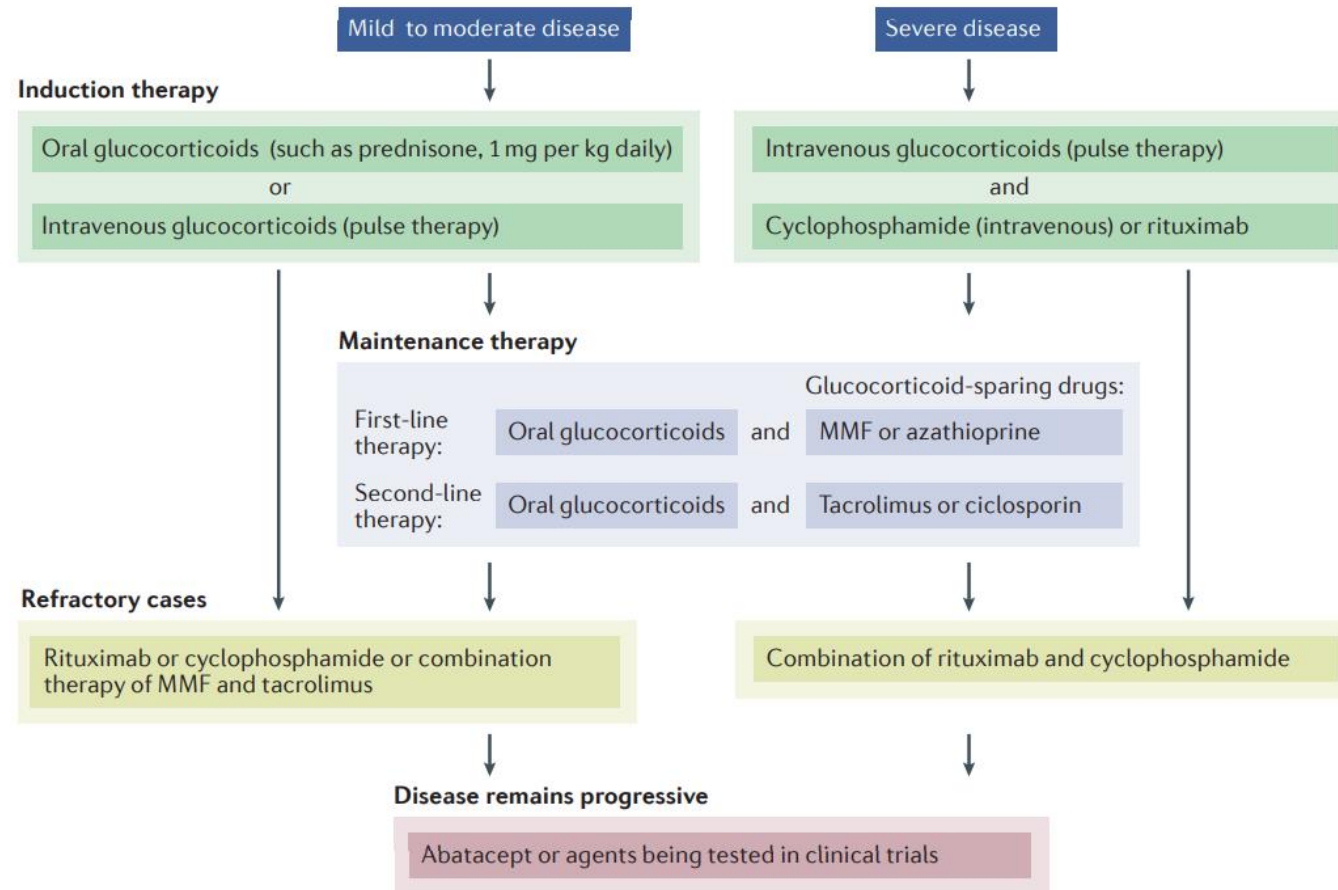 Mild to moderate disease
Severe disease
Induction therapy
Oral glucocorticoids (such as prednisone, 1 mg per kg daily)
or
Intravenous glucocorticoids (pulse therapy)
Intravenous glucocorticoids (pulse therapy)
and
Cyclophosphamide (intravenous) or rituximab
Maintenance therapy
Glucocorticoid-sparing drugs:
First-line
therapy:
Oral glucocorticoids
and
MMF or azathioprine
Second-line
therapy:
Oral glucocorticoids
and
Tacrolimus or ciclosporin
Refractory cases
Rituximab or cyclophosphamide or combination
therapy of MMF and tacrolimus
Combination of rituximab and cyclophosphamide
Disease remains progressive
Abatacept or agents being tested in clinical trials